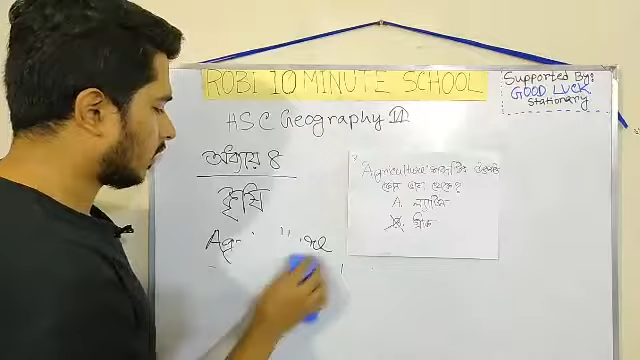 ROBI 10 MINUTE SCHOOL
Supported By:
GOOD LUCK
Stationary
HSC Geography II
অধ্যায় ৪
কৃষি
"Agriculture" শব্দটির উৎপত্তি
কোন ভাষা থেকে?
A. ল্যাটিন
গ্রিক